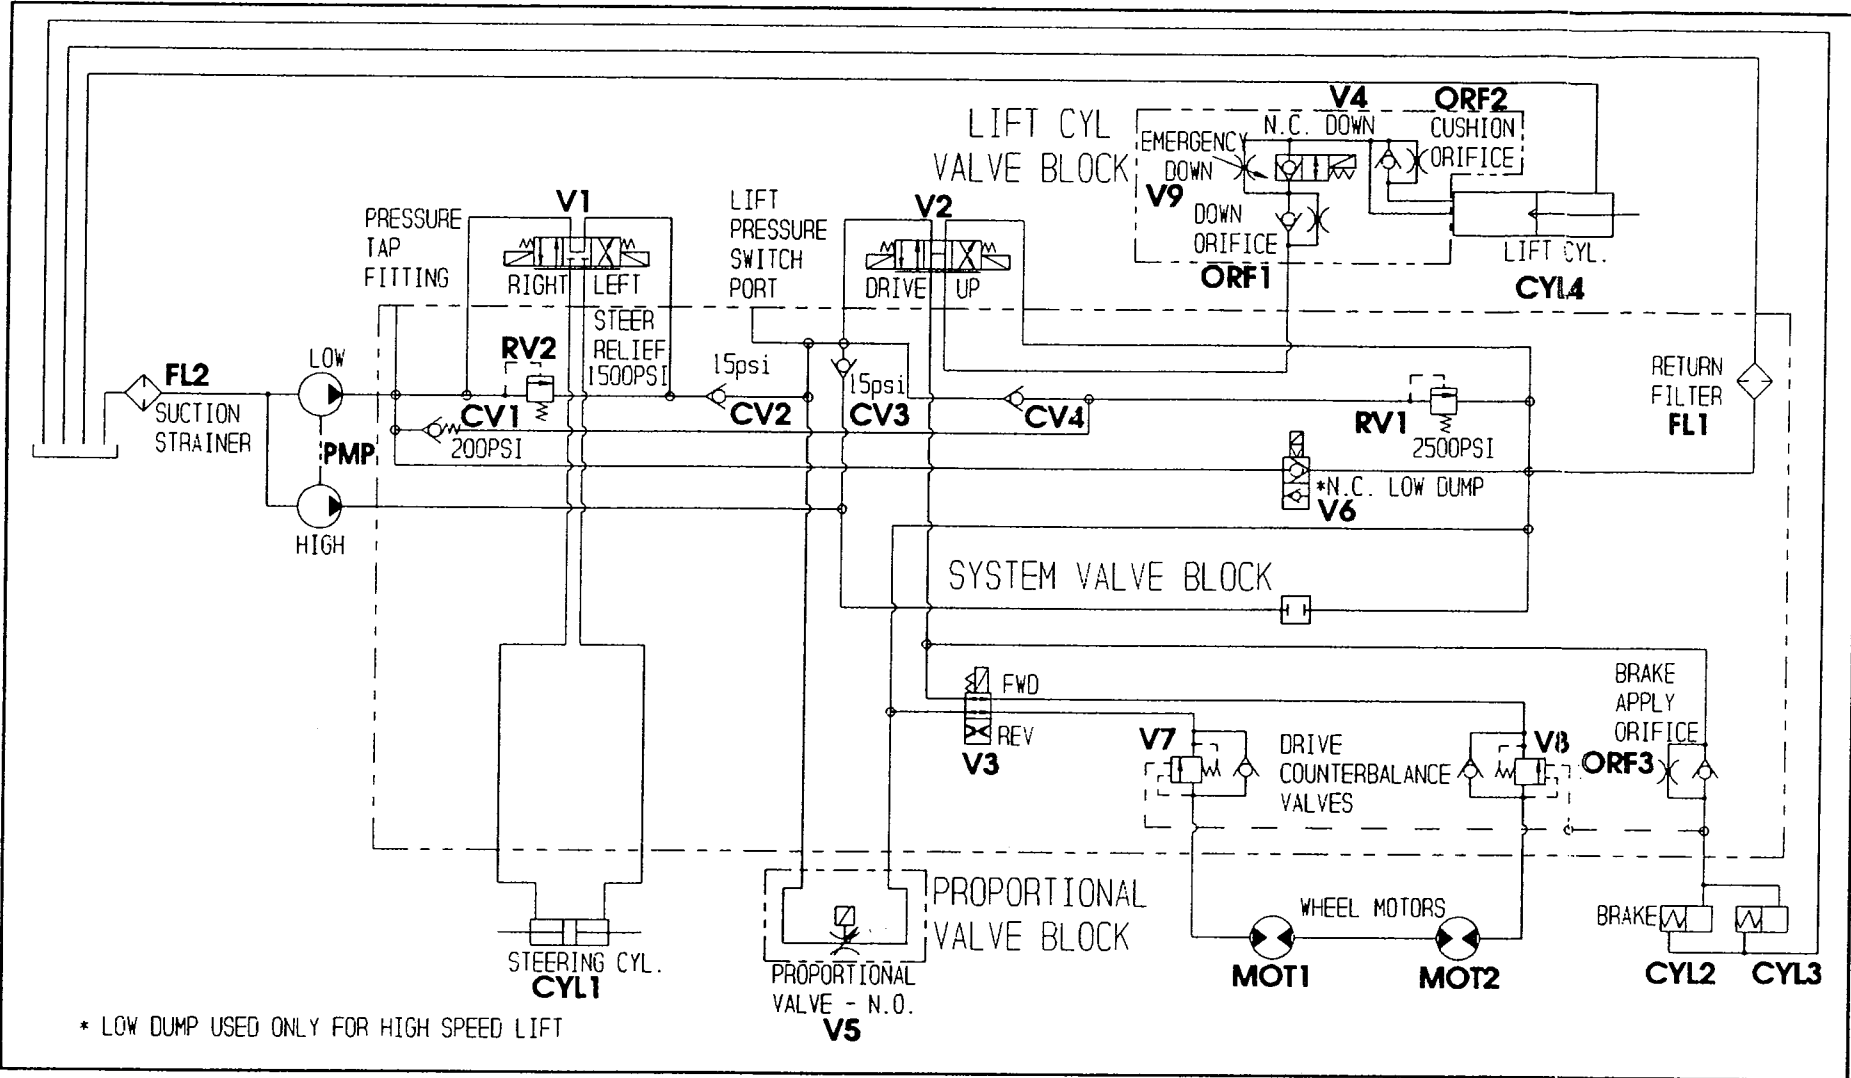 V4
ORF2
LIFT CYL
VALVE BLOCK
N.C. DOWN
CUSHION
ORIFICE
EMERGENCY
DOWN
V9
DOWN
ORIFICE
ORF1
LIFT CYL.
CYL4
PRESSURE
TAP
FITTING
V1
RIGHT
LEFT
LIFT
PRESSURE
SWITCH
PORT
V2
DRIVE
UP
STEER
RELIEF
1500PSI
RV2
LOW
FL2
SUCTION
STRAINER
PMP
HIGH
CV1
200PSI
15psi
CV2
15psi
CV3
CV4
RV1
2500PSI
RETURN
FILTER
FL1
*N.C. LOW DUMP
V6
SYSTEM VALVE BLOCK
FWD
REV
V3
V7
DRIVE
COUNTERBALANCE
VALVES
V8
BRAKE
APPLY
ORIFICE
ORF3
PROPORTIONAL
VALVE BLOCK
WHEEL MOTORS
MOT1
MOT2
BRAKE
CYL2
CYL3
STEERING CYL.
CYL1
PROPORTIONAL
VALVE - N.O.
V5
* LOW DUMP USED ONLY FOR HIGH SPEED LIFT